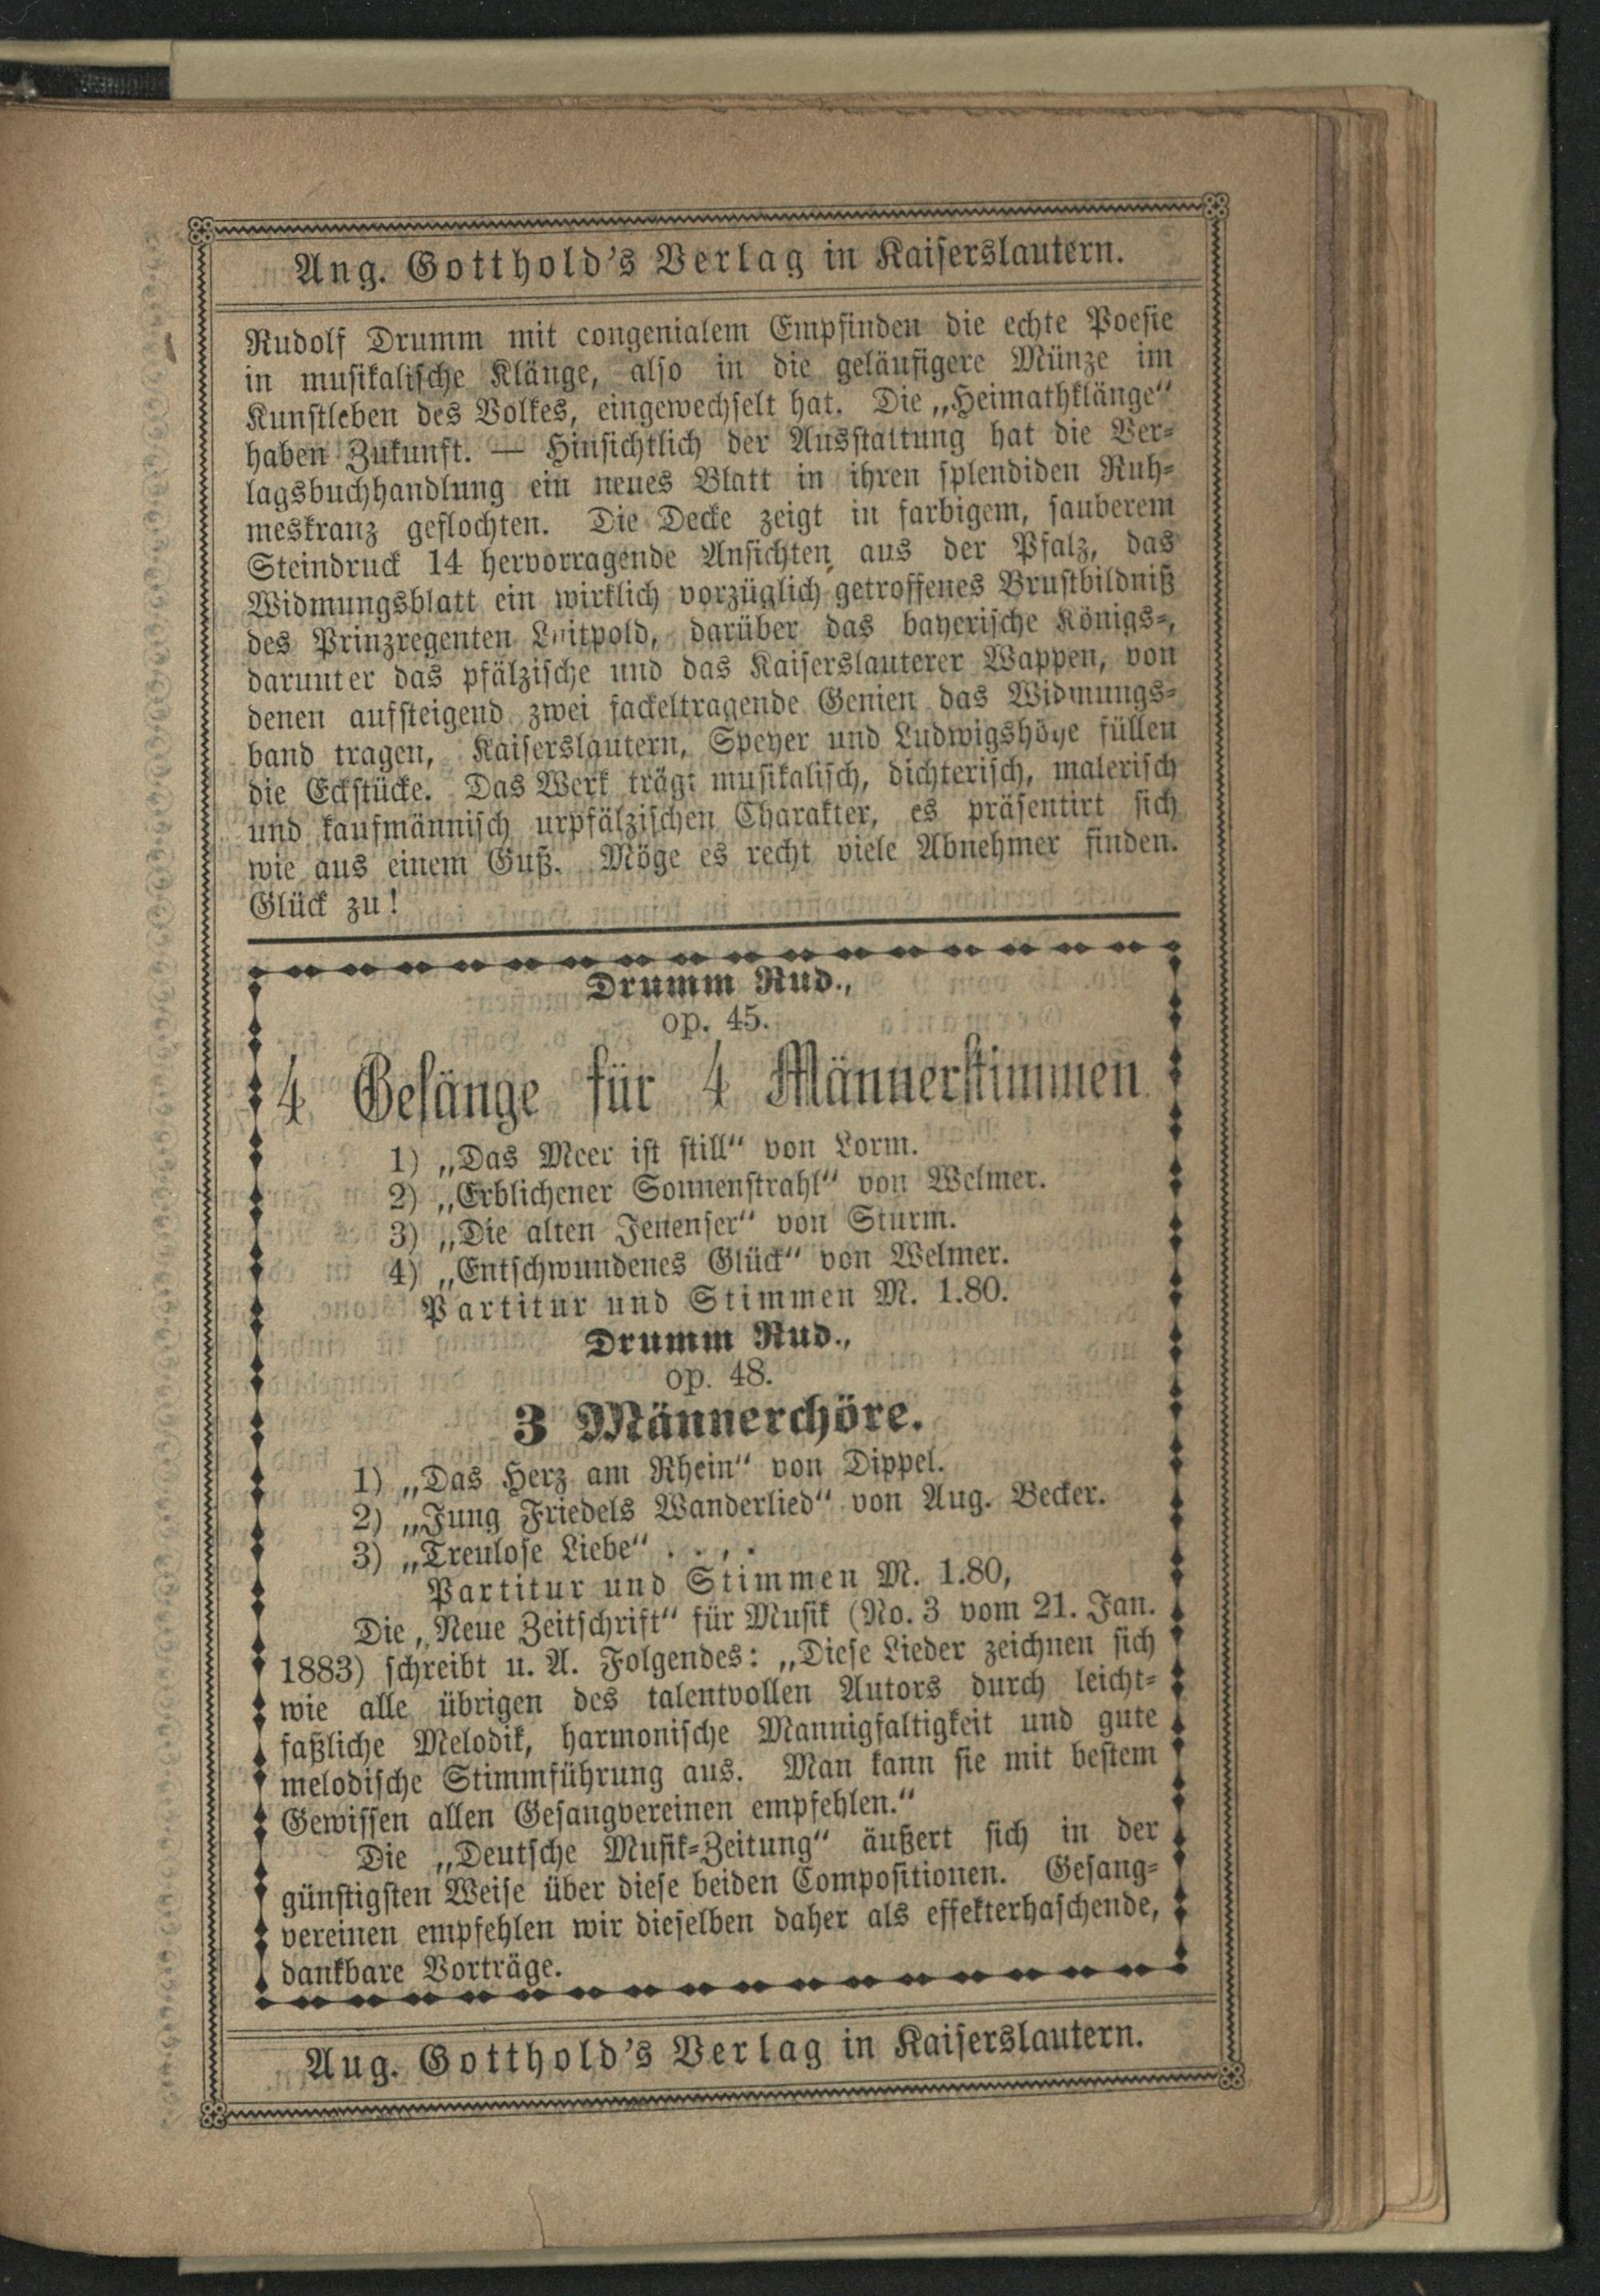 Aug. Gotthold's Verlag in Kaiserslautern.
Rudolf Drumm mit congenialem Empfinden die echte Poesie
in musikalische Klänge, also in die geläufigere Münze im
Kunstleben des Volkes, eingewechselt hat. Die „Heimathklänge“
haben Zukunft. — Hinsichtlich der Ausstattung hat die Ver-
lagsbuchhandlung ein neues Blatt in ihren splendiden Ruh-
meskranz geflochten. Die Decke zeigt in farbigem, sauberem
Steindruck 14 hervorragende Ansichten aus der Pfalz, das
Widmungsblatt ein wirklich vorzüglich getroffenes Brustbildniß
des Prinzregenten Luitpold, darüber das bayerische Königs-,
darunter das pfälzische und das Kaiserslauterer Wappen, von
denen aufsteigend zwei fackeltragende Genien das Widmungs-
band tragen, Kaiserslautern, Speyer und Ludwigshöhe füllen
die Eckstücke. Das Werk trägt musikalisch, dichterisch, malerisch
und kaufmännisch urpfälzischen Charakter, es präsentirt sich
wie aus einem Guß. Möge es recht viele Abnehmer finden.
Glück zu!
Drumm Rud.,
op. 45.
4 Gesänge für 4 Männerstimmen
1) „Das Meer ist still“ von Lorm.
2) „Erblichener Sonnenstrahl“ von Welmer.
3) „Die alten Jenenser“ von Sturm.
4) „Entschwundenes Glück“ von Welmer.
Partitur und Stimmen M. 1.80.
Drumm Rud.,
op. 48.
3 Männerchöre.
1) „Das Herz am Rhein“ von Dippel.
2) „Jung Friedels Wanderlied“ von Aug. Becker.
3) „Treulose Liebe“ . . , .
Partitur und Stimmen M. 1.80,
Die „Neue Zeitschrift“ für Musik (No. 3 vom 21. Jan.
1883) schreibt u. A. Folgendes: „Diese Lieder zeichnen sich
wie alle übrigen des talentvollen Autors durch leicht-
faßliche Melodik, harmonische Mannigfaltigkeit und gute
melodische Stimmführung aus. Man kann sie mit bestem
Gewissen allen Gesangvereinen empfehlen.“
Die „Deutsche Musik-Zeitung“ äußert sich in der
günstigsten Weise über diese beiden Compositionen. Gesang-
vereinen empfehlen wir dieselben daher als effekterhaschende,
dankbare Vorträge.
Aug. Gotthold's Verlag in Kaiserslautern.